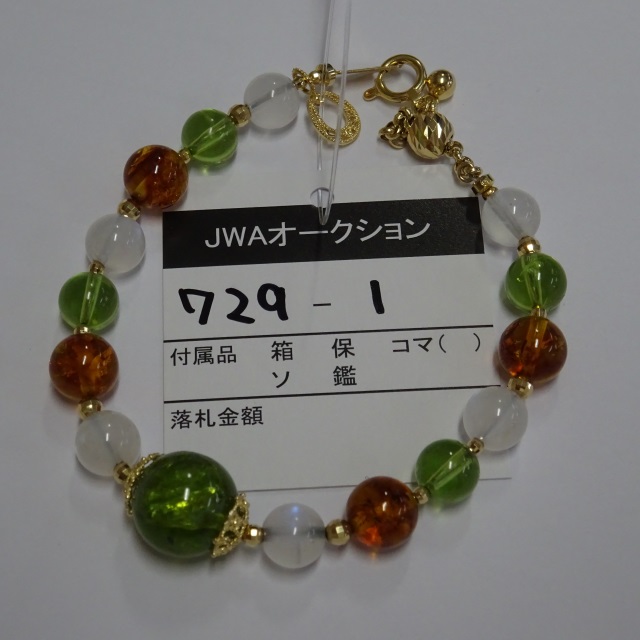 JWAオークション
729-1
付属品 箱 保 コマ( )
ソ 鑑
落札金額